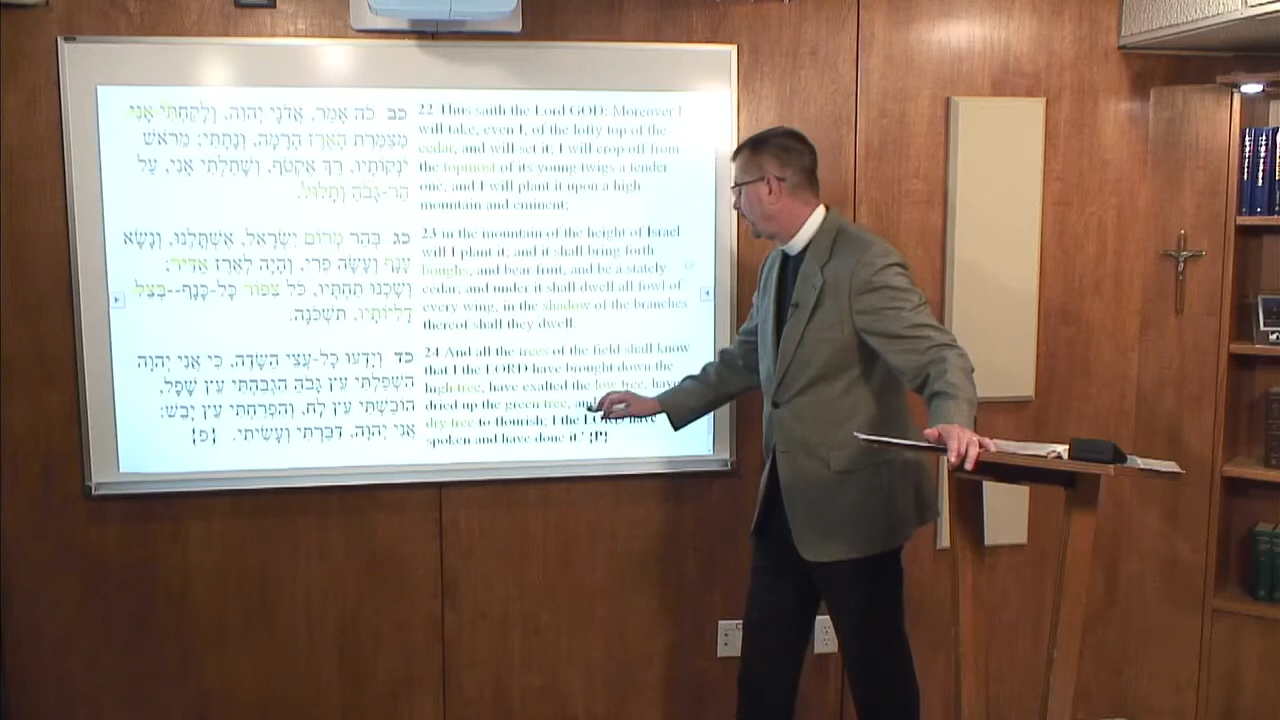 כב כֹּה אָמַר, אֲדֹנָי יְהוִה, וְלָקַחְתִּי אָנִי
מִצַּמֶּרֶת הָאֶרֶז הָרָמָה, וְנָתָתִּי; מֵרֹאשׁ
יֹנְקוֹתָיו, רַךְ אֶקְטֹף, וְשָׁתַלְתִּי אָנִי, עַל
הַר-גָּבֹהַּ וְתָלוּל.
22 Thus saith the Lord GOD: Moreover I
will take, even I, of the lofty top of the
cedar, and will set it; I will crop off from
the topmost of its young twigs a tender
one, and I will plant it upon a high
mountain and eminent;
כג בְּהַר מְרוֹם יִשְׂרָאֵל, אֶשְׁתֳּלֶנּוּ, וְנָשָׂא
עָנָף וְעָשָׂה פֶרִי, וְהָיָה לְאֶרֶז אַדִּיר;
וְשָׁכְנוּ תַחְתָּיו, כֹּל צִפּוֹר כָּל-כָּנָף--בְּצֵל
דָּלִיּוֹתָיו, תִּשְׁכֹּנָּה.
23 in the mountain of the height of Israel
will I plant it; and it shall bring forth
boughs, and bear fruit, and be a stately
cedar; and under it shall dwell all fowl of
every wing, in the shadow of the branches
thereof shall they dwell.
כד וְיָדְעוּ כָּל-עֲצֵי הַשָּׂדֶה, כִּי אֲנִי יְהוָה
הִשְׁפַּלְתִּי עֵץ גָּבֹהַּ הִגְבַּהְתִּי עֵץ שָׁפָל,
הוֹבַשְׁתִּי עֵץ לָח, וְהִפְרַחְתִּי עֵץ יָבֵשׁ:
אֲנִי יְהוָה, דִּבַּרְתִּי וְעָשִׂיתִי. {פ}
24 And all the trees of the field shall know
that I the LORD have brought down the
high tree, have exalted the low tree, have
dried up the green tree, and
dry tree to flourish; I the LORD have
spoken and have done it.' {P}